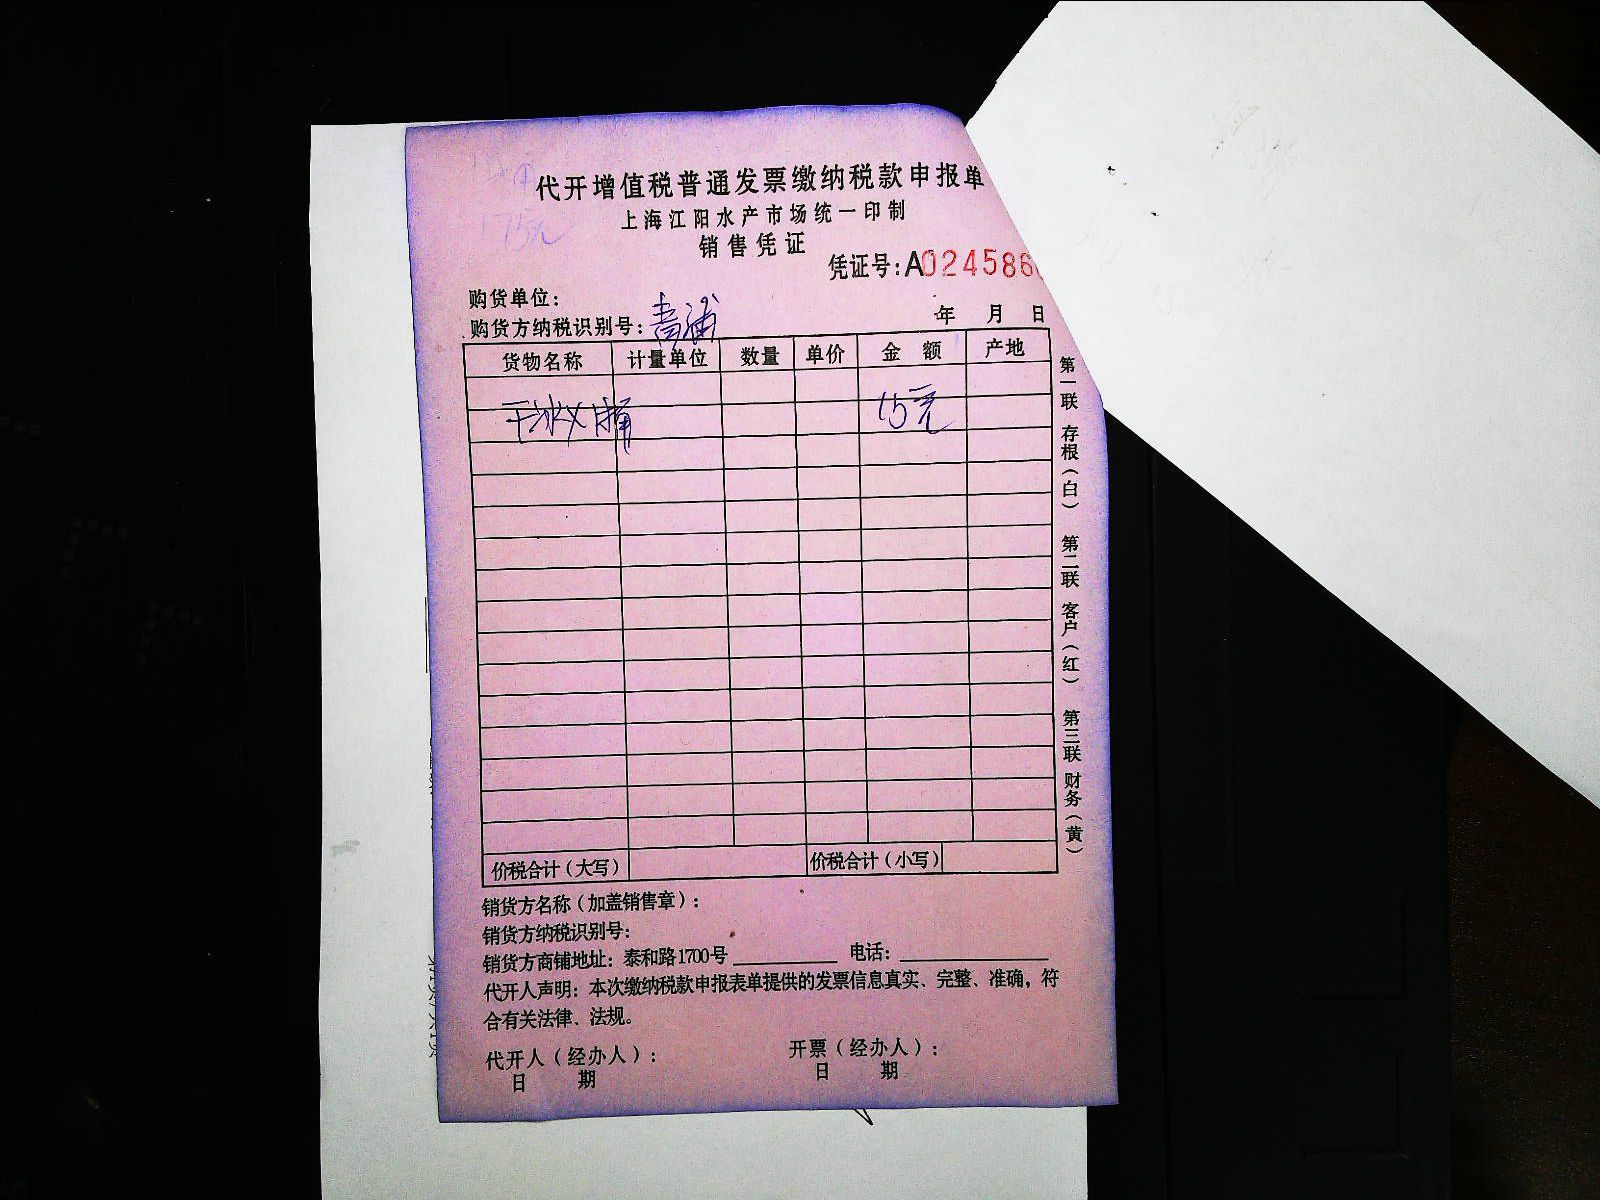 代开增值税普通发票缴纳税款申报单
上海江阳水产市场统一印制
销售凭证
凭证号:A0245866
购货单位:
购货方纳税识别号: 青浦
年 月 日
货物名称 计量单位 数量 单价 金 额 产地
干冰 15元
价税合计(大写) 价税合计(小写)
销货方名称(加盖销售章):
销货方纳税识别号:
销货方商铺地址: 泰和路1700号 电话:
代开人声明: 本次缴纳税款申报表单提供的发票信息真实、完整、准确, 符
合有关法律、法规。
代开人(经办人): 开票(经办人):
日 期 日 期
第一联 存根(白) 第二联 客户(红) 第三联 财务(黄)